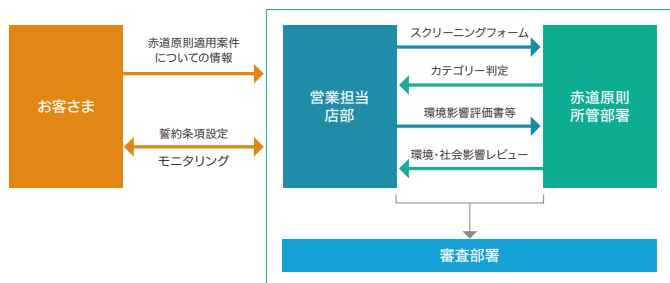 お客さま
赤道原則適用案件
についての情報
誓約条項設定
モニタリング
営業担当
店部
スクリーニングフォーム
カテゴリー判定
環境影響評価書等
環境・社会影響レビュー
赤道原則
所管部署
審査部署